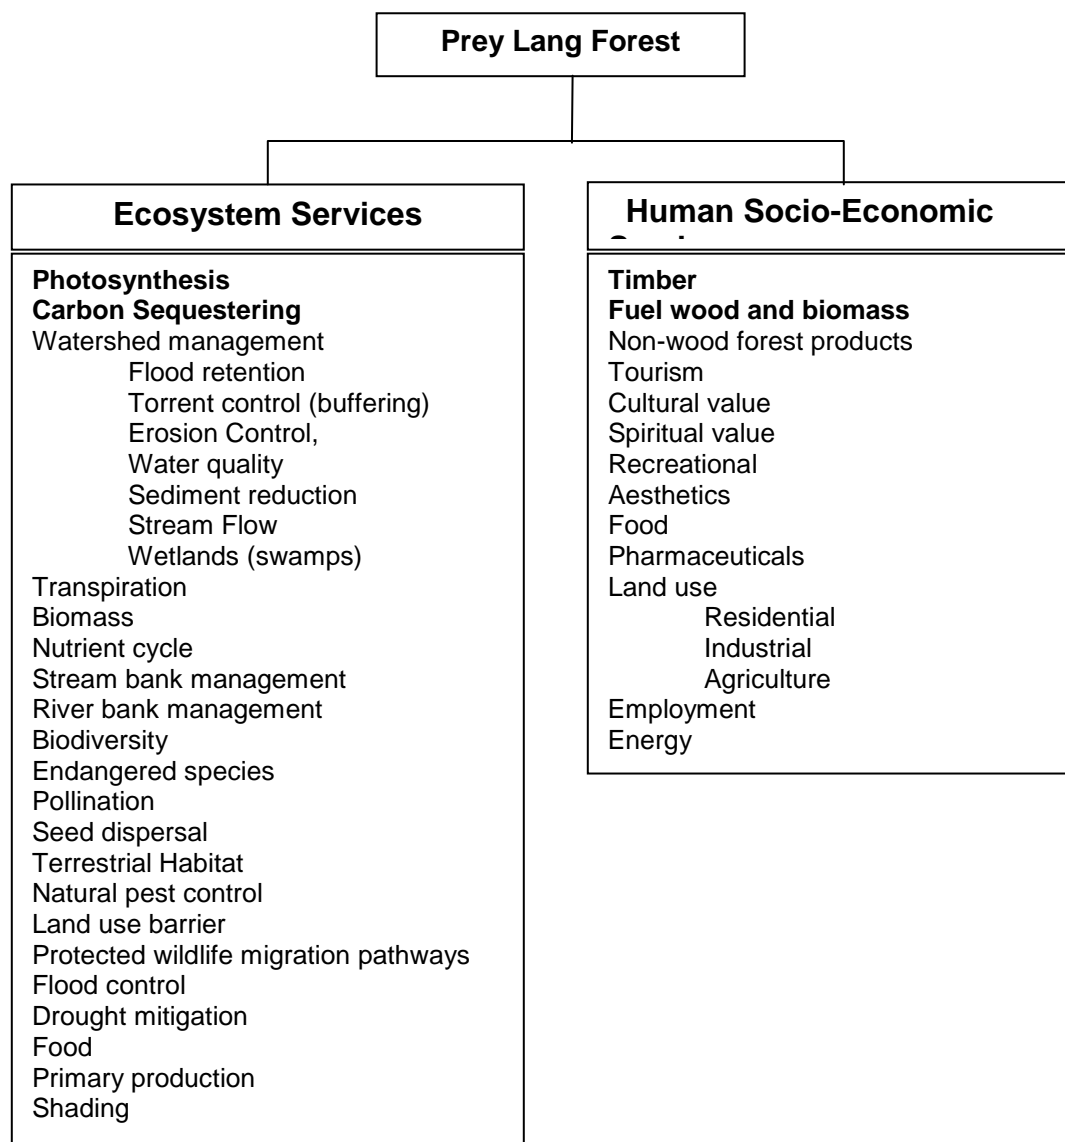 Prey Lang Forest
Ecosystem Services
Photosynthesis
Carbon Sequestering
Watershed management
Flood retention
Torrent control (buffering)
Erosion Control,
Water quality
Sediment reduction
Stream Flow
Wetlands (swamps)
Transpiration
Biomass
Nutrient cycle
Stream bank management
River bank management
Biodiversity
Endangered species
Pollination
Seed dispersal
Terrestrial Habitat
Natural pest control
Land use barrier
Protected wildlife migration pathways
Flood control
Drought mitigation
Food
Primary production
Shading
Human Socio-Economic
Timber
Fuel wood and biomass
Non-wood forest products
Tourism
Cultural value
Spiritual value
Recreational
Aesthetics
Food
Pharmaceuticals
Land use
Residential
Industrial
Agriculture
Employment
Energy